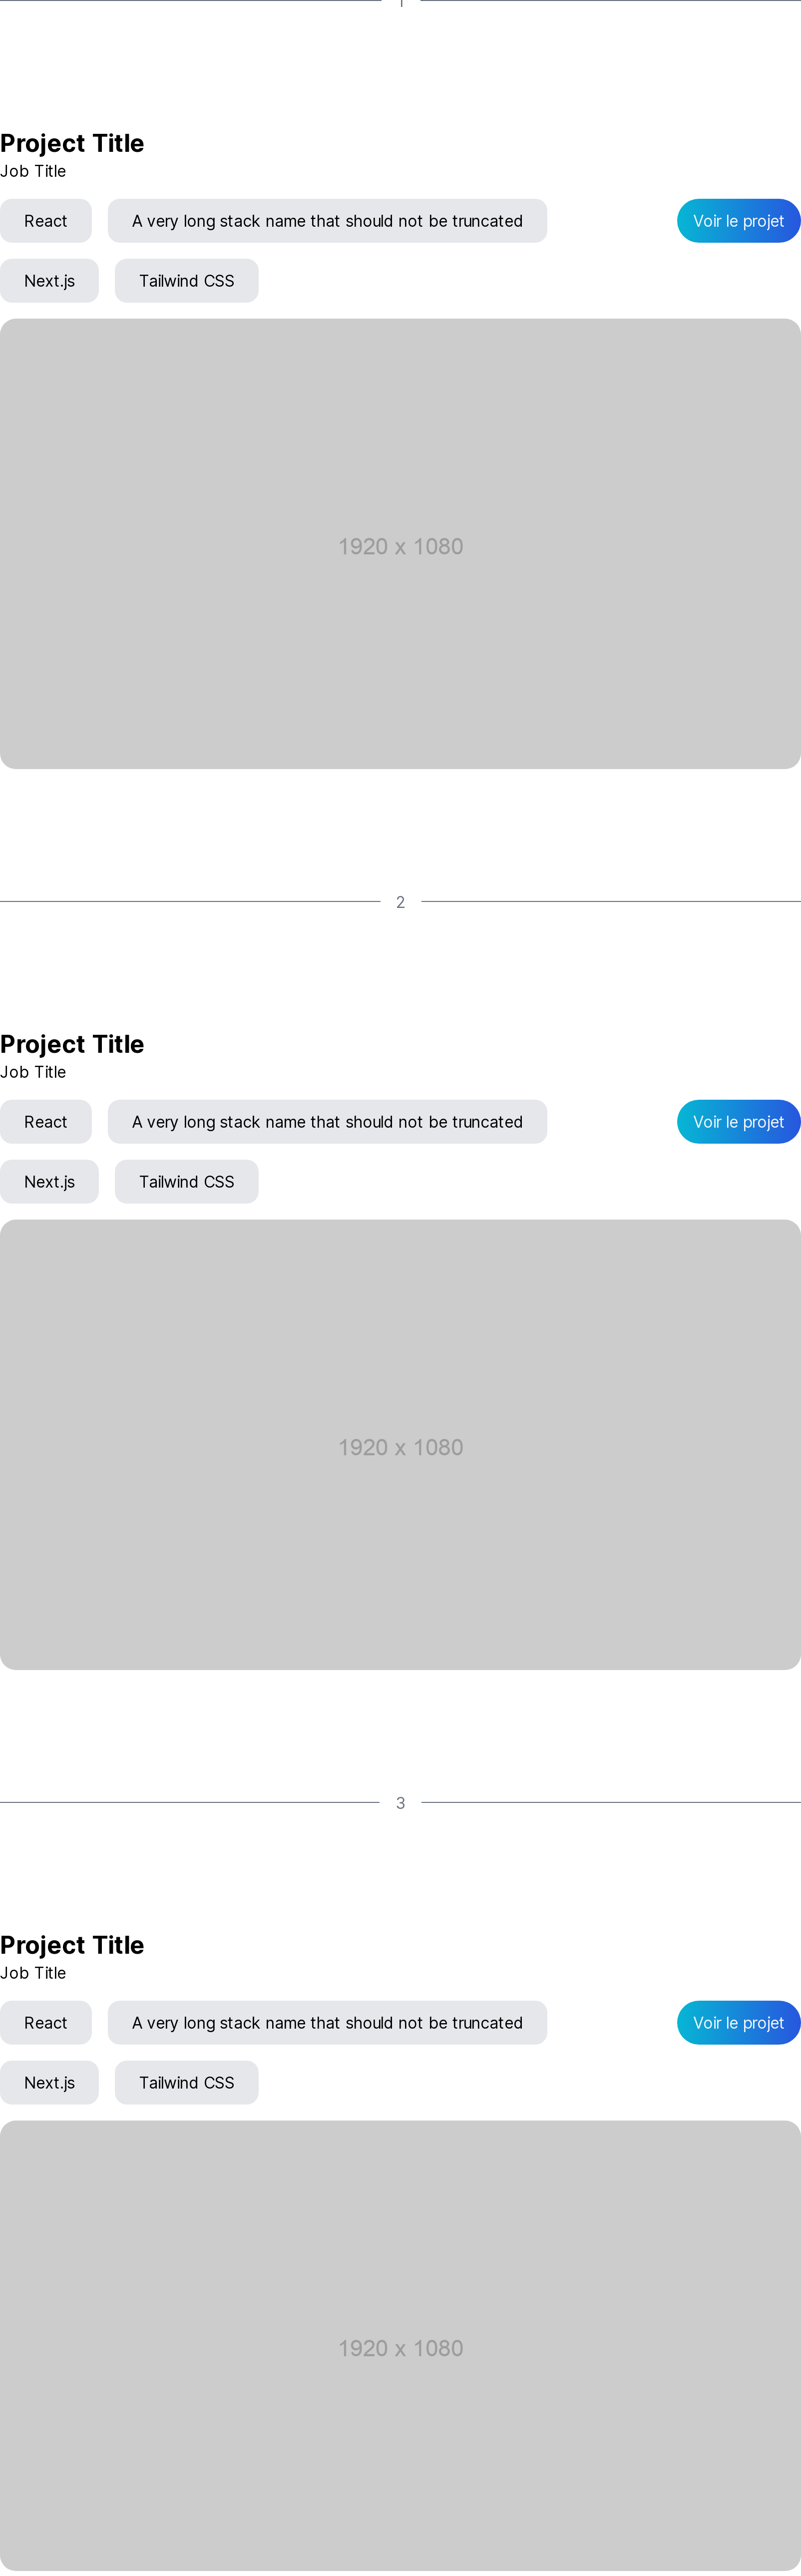 1
Project Title
Job Title
React
A very long stack name that should not be truncated
Voir le projet
Next.js
Tailwind CSS
1920 x 1080
2
Project Title
Job Title
React
A very long stack name that should not be truncated
Voir le projet
Next.js
Tailwind CSS
1920 x 1080
3
Project Title
Job Title
React
A very long stack name that should not be truncated
Voir le projet
Next.js
Tailwind CSS
1920 x 1080